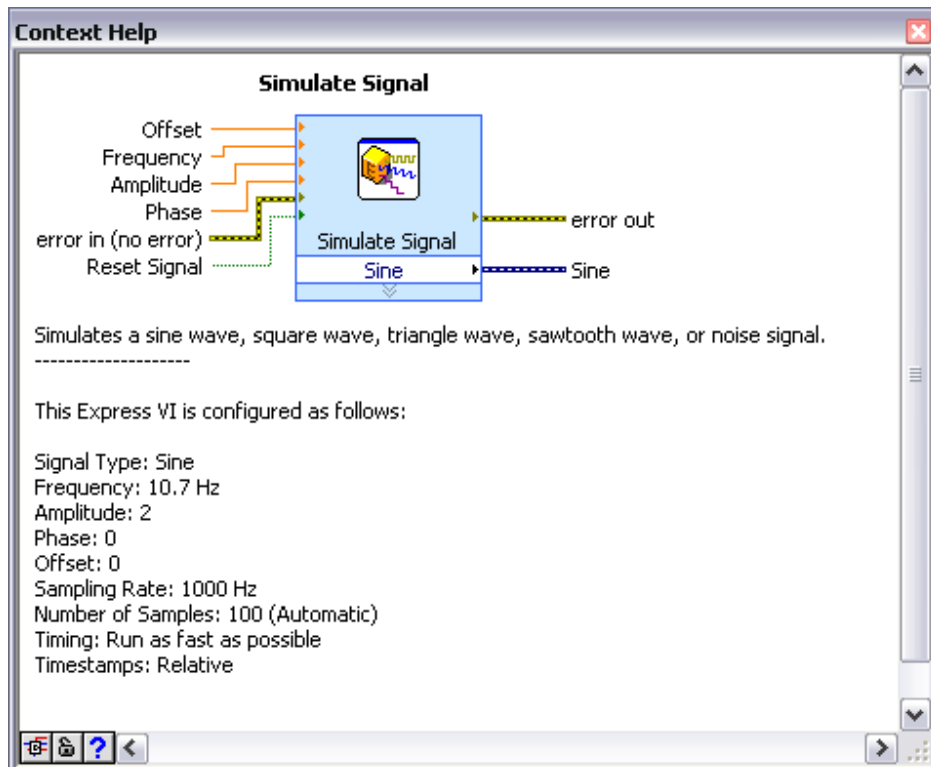 Context Help
Simulate Signal
Offset
Frequency
Amplitude
Phase
error in (no error)
Reset Signal
Simulate Signal
Sine
error out
Sine
Simulates a sine wave, square wave, triangle wave, sawtooth wave, or noise signal.
--------------------
This Express VI is configured as follows:
Signal Type: Sine
Frequency: 10.7 Hz
Amplitude: 2
Phase: 0
Offset: 0
Sampling Rate: 1000 Hz
Number of Samples: 100 (Automatic)
Timing: Run as fast as possible
Timestamps: Relative
?